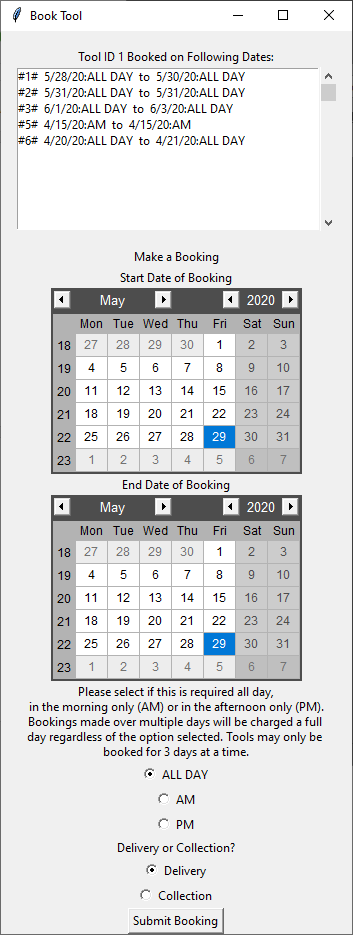 Book Tool
Tool ID 1 Booked on Following Dates:
#1#  5/28/20:ALL DAY  to  5/30/20:ALL DAY
#2#  5/31/20:ALL DAY  to  5/31/20:ALL DAY
#3#  6/1/20:ALL DAY  to  6/3/20:ALL DAY
#5#  4/15/20:AM  to  4/15/20:AM
#6#  4/20/20:ALL DAY  to  4/21/20:ALL DAY
Make a Booking
Start Date of Booking
May 2020
Mon Tue Wed Thu Fri Sat Sun
18 27 28 29 30 1 2 3
19 4 5 6 7 8 9 10
20 11 12 13 14 15 16 17
21 18 19 20 21 22 23 24
22 25 26 27 28 29 30 31
23 1 2 3 4 5 6 7
End Date of Booking
May 2020
Mon Tue Wed Thu Fri Sat Sun
18 27 28 29 30 1 2 3
19 4 5 6 7 8 9 10
20 11 12 13 14 15 16 17
21 18 19 20 21 22 23 24
22 25 26 27 28 29 30 31
23 1 2 3 4 5 6 7
Please select if this is required all day,
in the morning only (AM) or in the afternoon only (PM).
Bookings made over multiple days will be charged a full
day regardless of the option selected. Tools may only be
booked for 3 days at a time.
ALL DAY
AM
PM
Delivery or Collection?
Delivery
Collection
Submit Booking